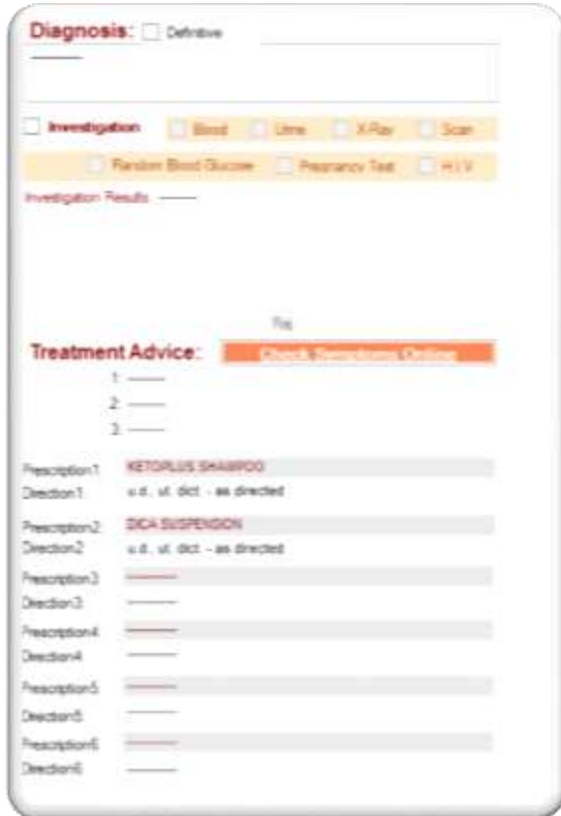 Diagnosis: Definitive
Investigation Blood Urine X-Ray Scan
Random Blood Glucose Pregnancy Test H.I.V
Investigation Results:
Treatment Advice: Check Symptoms Online
1:
2:
3:
Prescription1: KETOPLUS SHAMPOO
Direction1: u.d., ut. dict. - as directed
Prescription2: DICA SUSPENSION
Direction2: u.d., ut. dict. - as directed
Prescription3:
Direction3:
Prescription4:
Direction4:
Prescription5:
Direction5:
Prescription6:
Direction6: